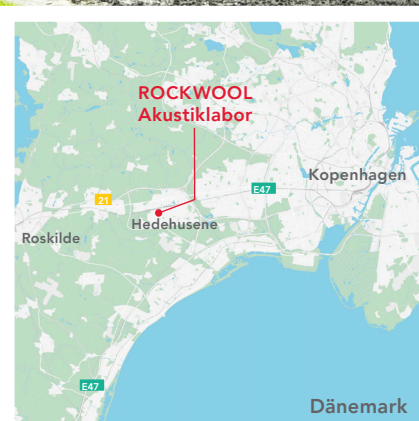 ROCKWOOL
Akustiklabor
Kopenhagen
E47
21
Hedehusene
Roskilde
E47
Dänemark